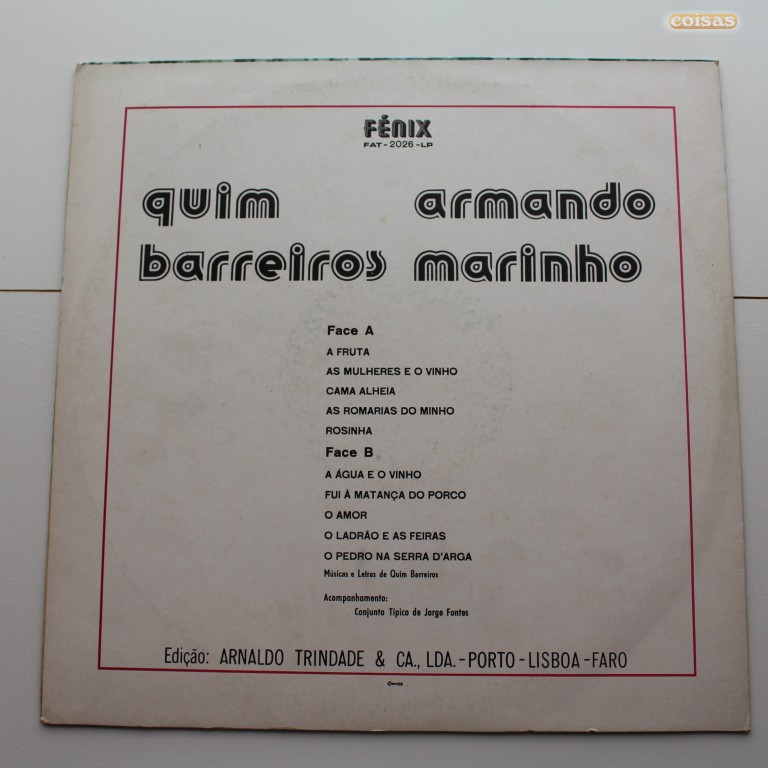 coisas
FÉNIX
FAT-2026-LP
quim armando
barreiros marinho
Face A
A FRUTA
AS MULHERES E O VINHO
CAMA ALHEIA
AS ROMARIAS DO MINHO
ROSINHA
Face B
A ÁGUA E O VINHO
FUI À MATANÇA DO PORCO
O AMOR
O LADRÃO E AS FEIRAS
O PEDRO NA SERRA D'ARGA
Músicas e Letras de Quim Barreiros
Acompanhamento:
Conjunto Típico de Jorge Fontes
Edição: ARNALDO TRINDADE & CA., LDA.-PORTO-LISBOA-FARO